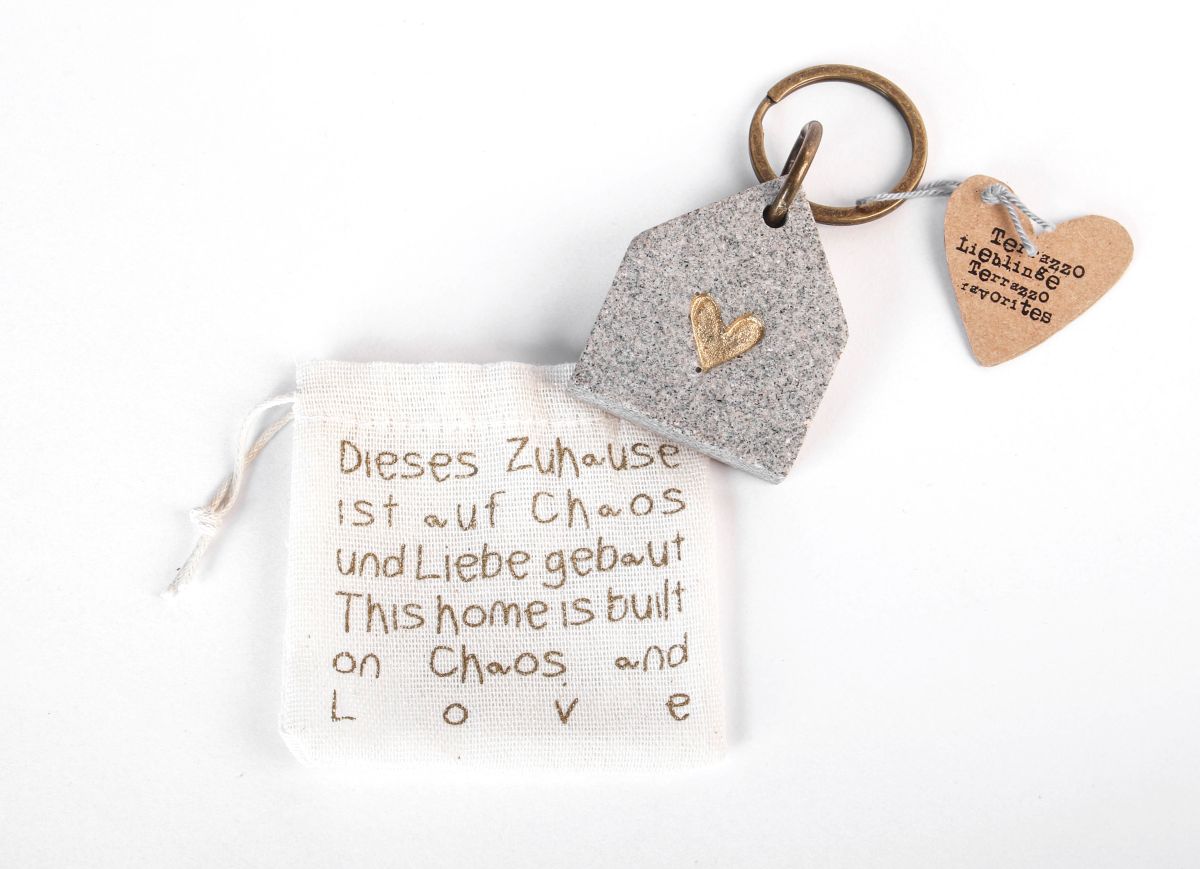 Dieses Zuhause
ist auf Chaos
und Liebe gebaut
This home is built
on Chaos and
Love
Terrazzo
Lieblinge
Terrazzo
favorites